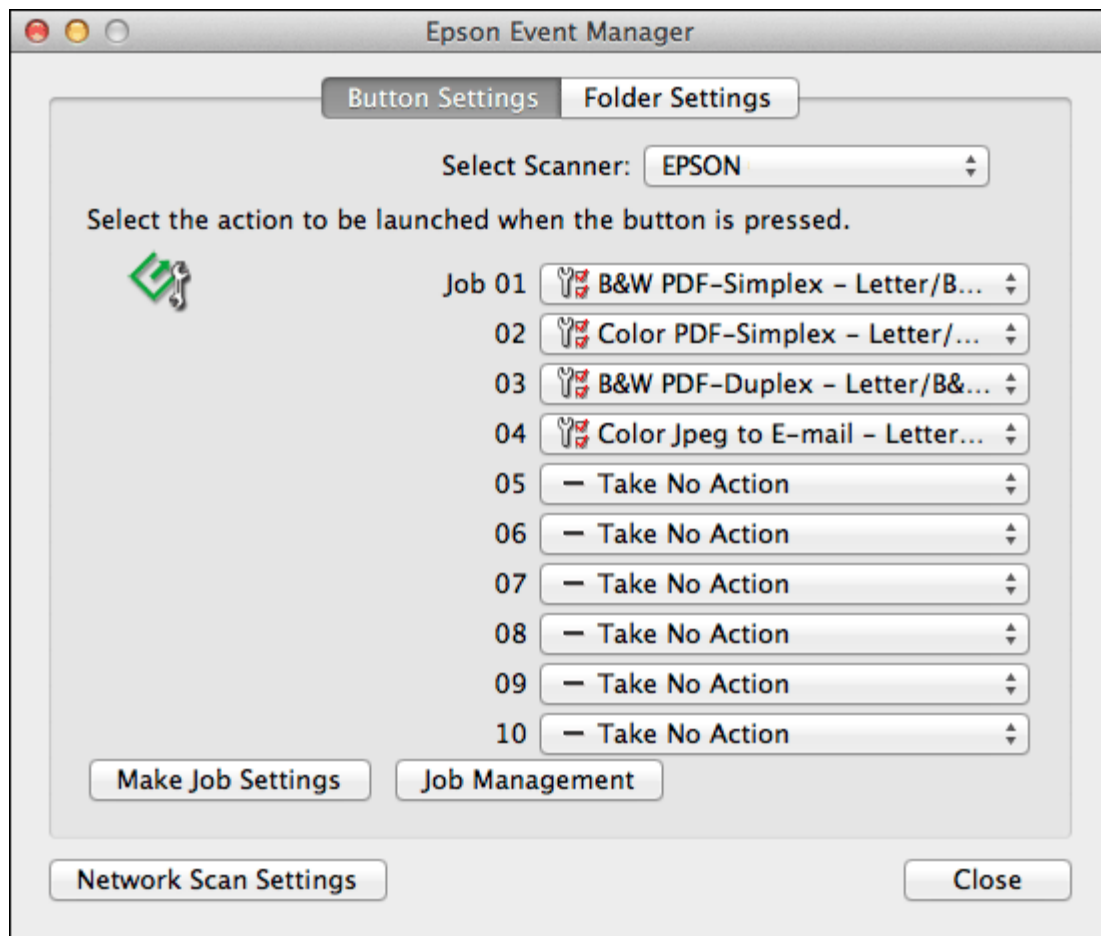 Epson Event Manager
Button Settings Folder Settings
Select Scanner: EPSON
Select the action to be launched when the button is pressed.
Job 01 B&W PDF-Simplex - Letter/B...
02 Color PDF-Simplex - Letter/...
03 B&W PDF-Duplex - Letter/B&...
04 Color Jpeg to E-mail - Letter...
05 - Take No Action
06 - Take No Action
07 - Take No Action
08 - Take No Action
09 - Take No Action
10 - Take No Action
Make Job Settings Job Management
Network Scan Settings Close